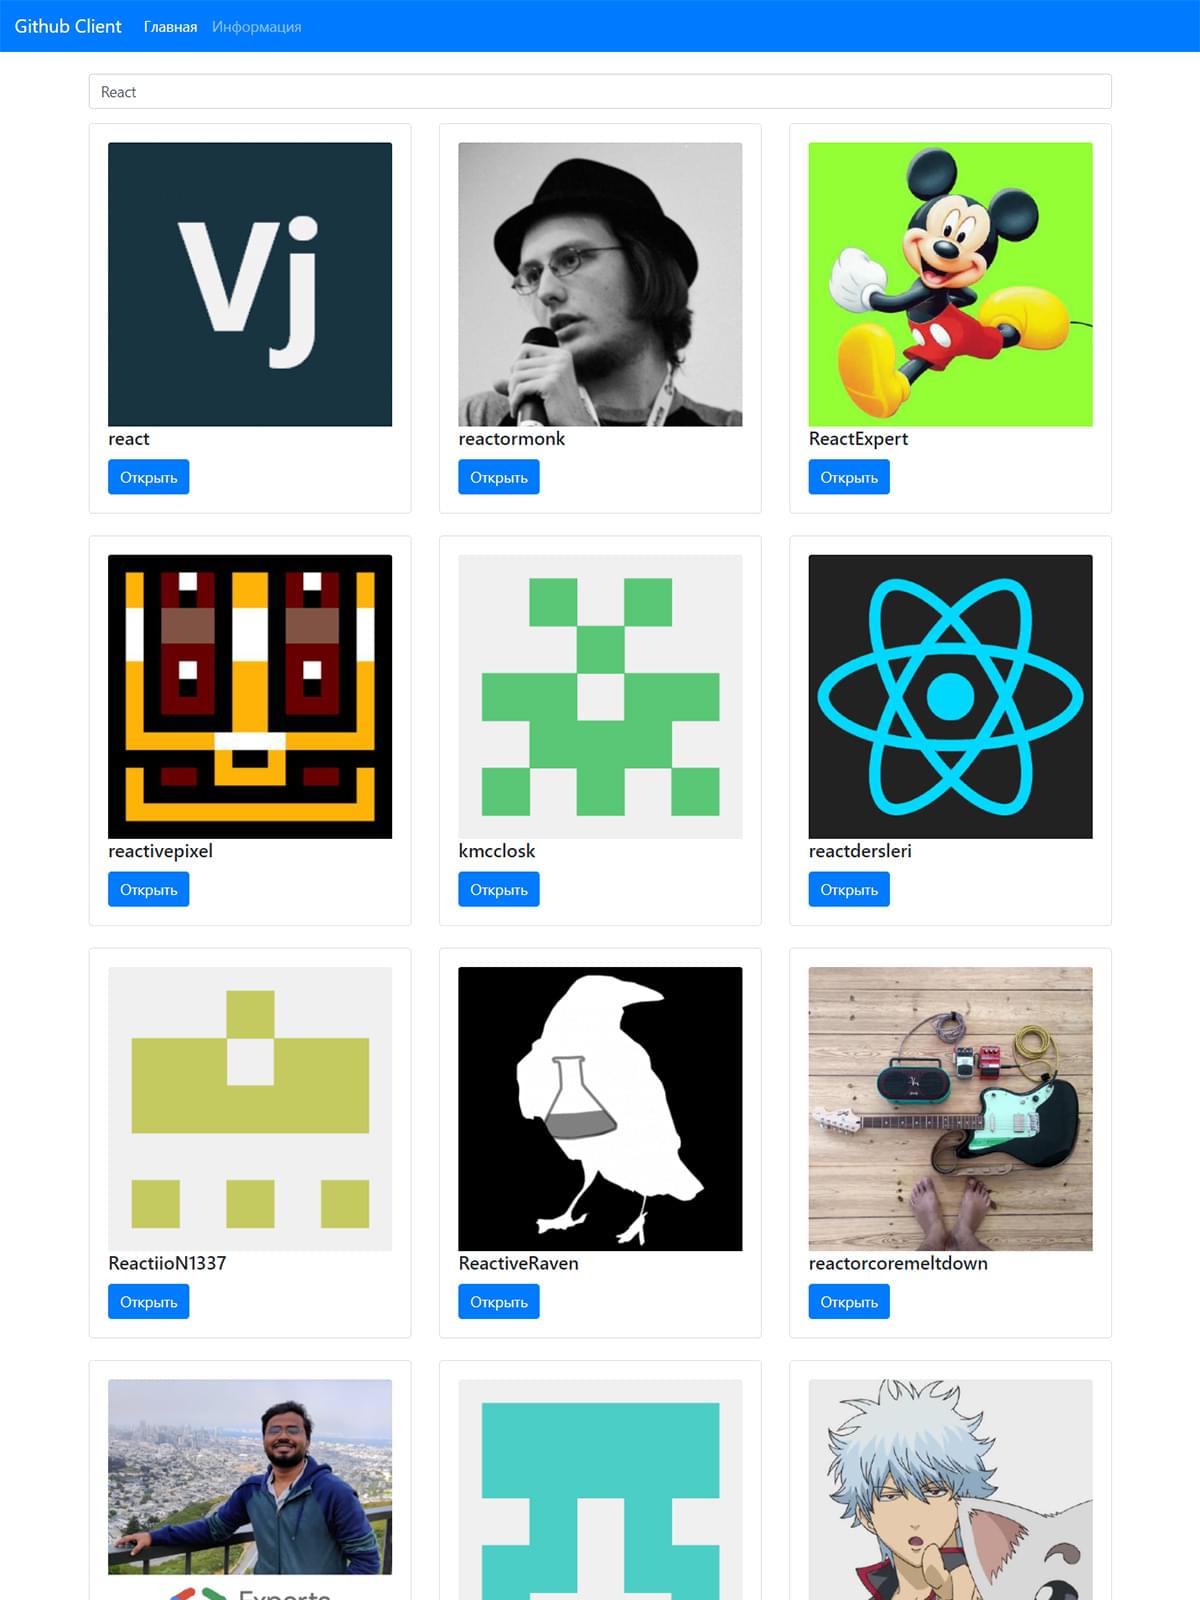 Github Client Главная Информация
React
Vj
react
Открыть
reactormonk
Открыть
ReactExpert
Открыть
reactivepixel
Открыть
kmcclosk
Открыть
reactdersleri
Открыть
ReactiioN1337
Открыть
ReactiveRaven
Открыть
reactorcoremeltdown
Открыть
Experts